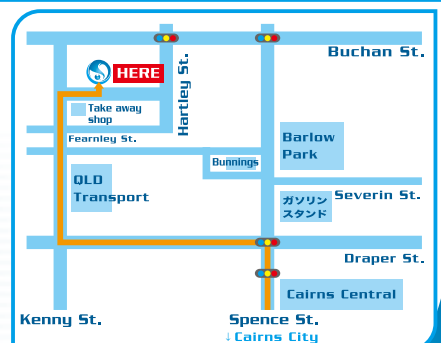 Buchan St.
HERE
Hartley St.
Take away
shop
Fearnley St.
Barlow
Park
Bunnings
QLD
Transport
ガソリン
スタンド
Severin St.
Draper St.
Cairns Central
Kenny St.
Spence St.
↓Cairns City